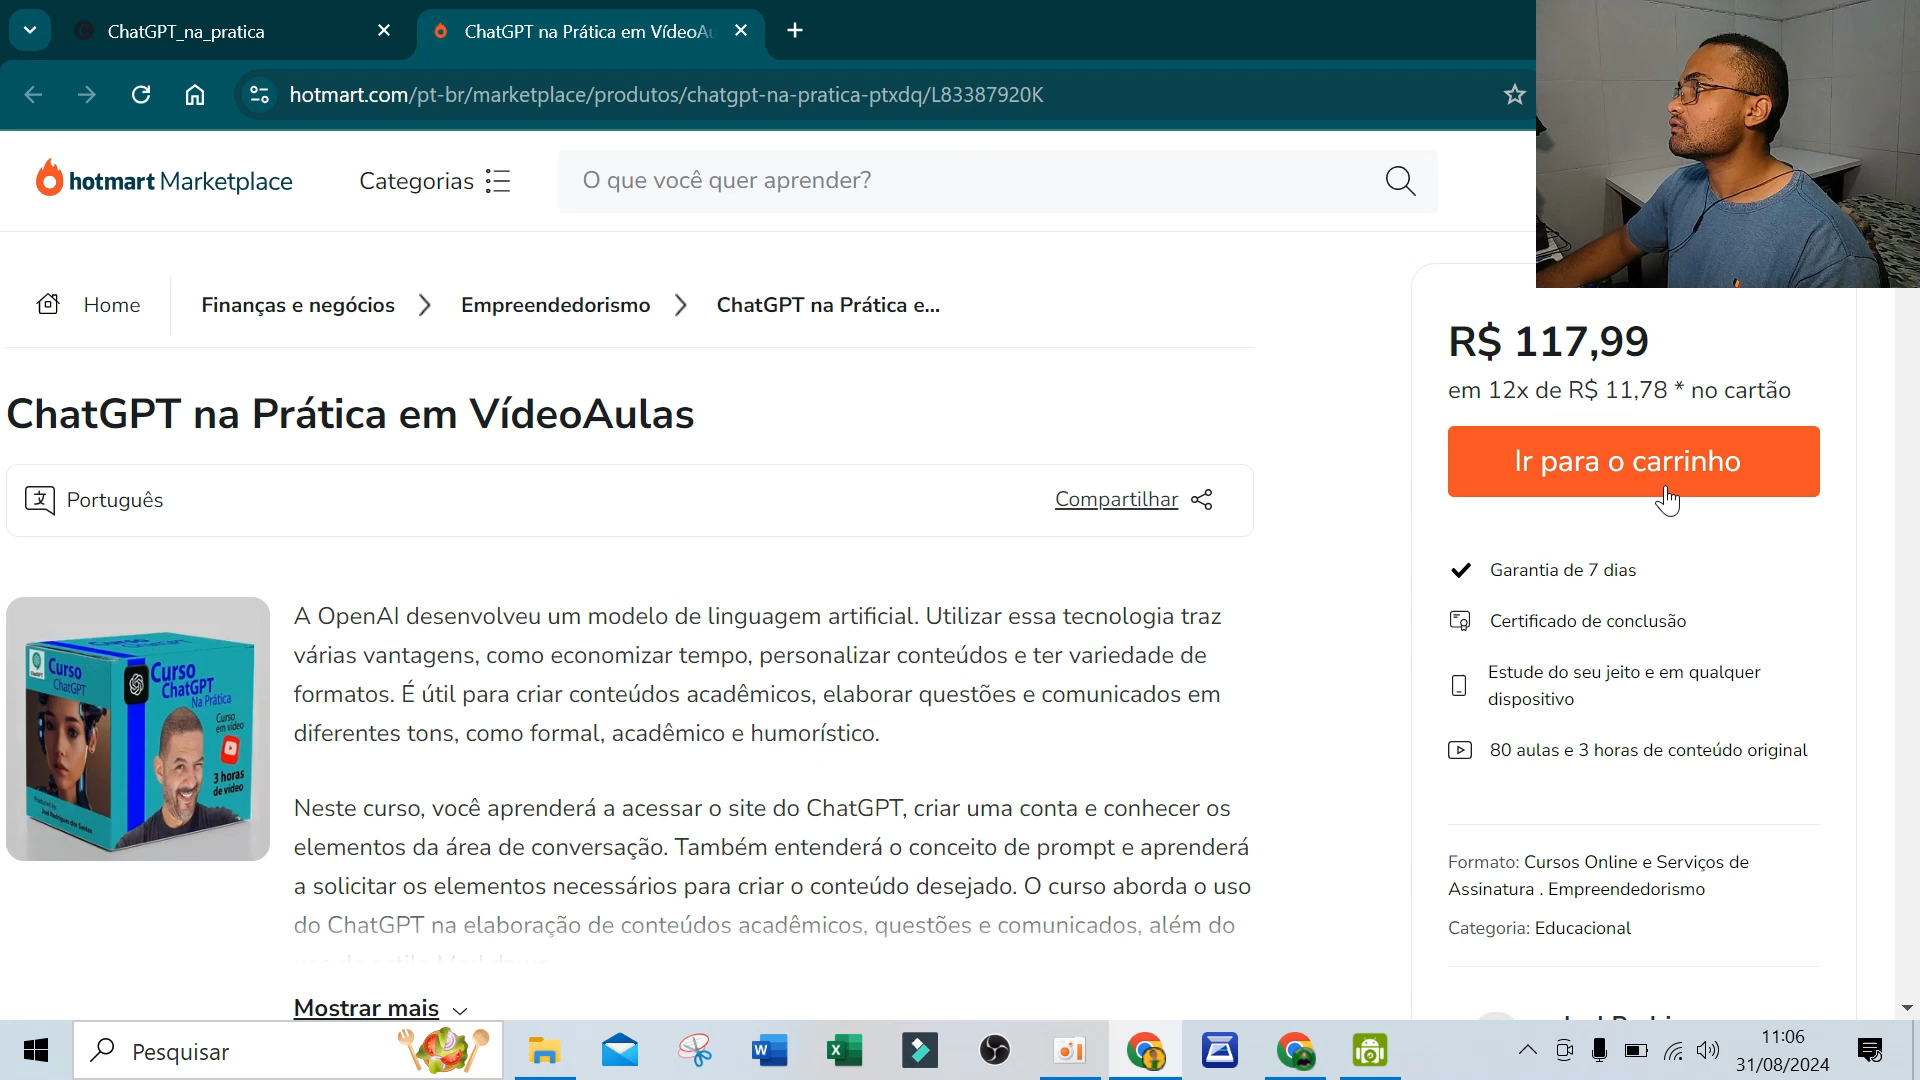 ChatGPT_na_pratica
ChatGPT na Prática em VídeoAu
hotmart.com/pt-br/marketplace/produtos/chatgpt-na-pratica-ptxdq/L83387920K
hotmart Marketplace
Categorias
O que você quer aprender?
Home
Finanças e negócios
Empreendedorismo
ChatGPT na Prática e...
R$ 117,99
em 12x de R$ 11,78 * no cartão
Ir para o carrinho
ChatGPT na Prática em VídeoAulas
Português
Compartilhar
Garantia de 7 dias
Certificado de conclusão
Estude do seu jeito e em qualquer
dispositivo
80 aulas e 3 horas de conteúdo original
Curso
ChatGPT
Curso
ChatGPT
Na Prática
Curso
em vídeo
3 horas
de vídeo
A OpenAI desenvolveu um modelo de linguagem artificial. Utilizar essa tecnologia traz
várias vantagens, como economizar tempo, personalizar conteúdos e ter variedade de
formatos. É útil para criar conteúdos acadêmicos, elaborar questões e comunicados em
diferentes tons, como formal, acadêmico e humorístico.
Neste curso, você aprenderá a acessar o site do ChatGPT, criar uma conta e conhecer os
elementos da área de conversação. Também entenderá o conceito de prompt e aprenderá
a solicitar os elementos necessários para criar o conteúdo desejado. O curso aborda o uso
do ChatGPT na elaboração de conteúdos acadêmicos, questões e comunicados, além do
Mostrar mais
Formato: Cursos Online e Serviços de
Assinatura . Empreendedorismo
Categoria: Educacional
Pesquisar
11:06
31/08/2024